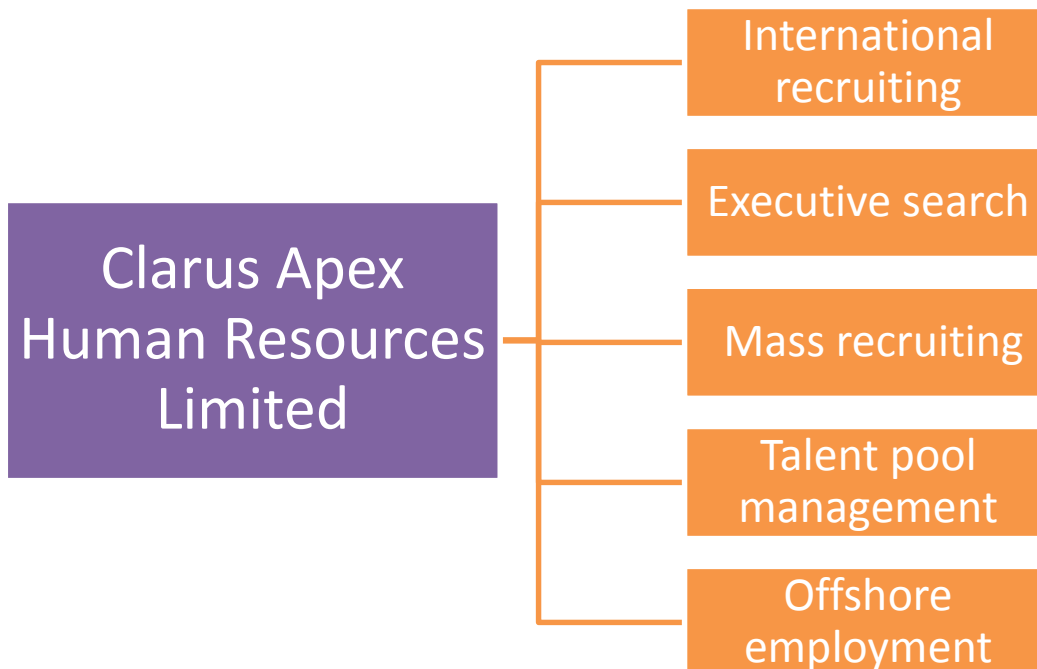 Clarus Apex
Human Resources
Limited
International
recruiting
Executive search
Mass recruiting
Talent pool
management
Offshore
employment